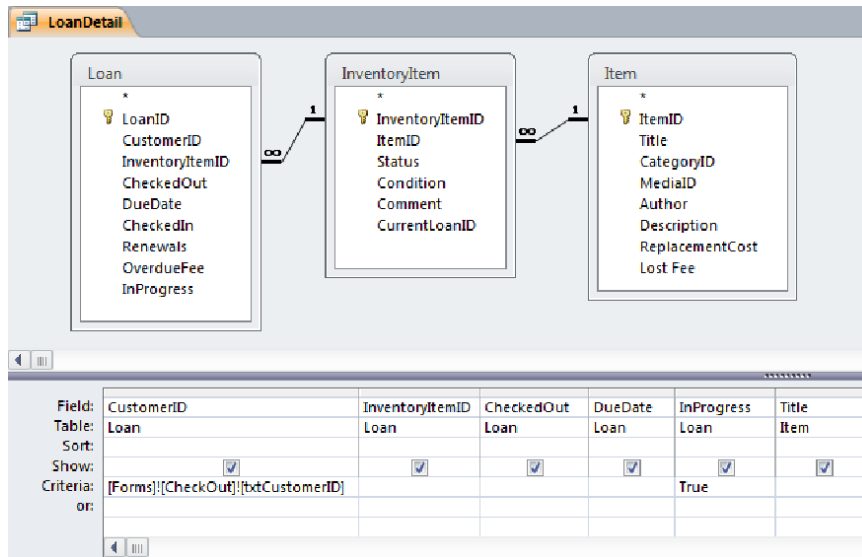 LoanDetail
Loan
*
LoanID
CustomerID
InventoryItemID
CheckedOut
DueDate
CheckedIn
Renewals
OverdueFee
InProgress
∞
1
InventoryItem
*
InventoryItemID
ItemID
Status
Condition
Comment
CurrentLoanID
∞
1
Item
*
ItemID
Title
CategoryID
MediaID
Author
Description
ReplacementCost
Lost Fee
Field: CustomerID InventoryItemID CheckedOut DueDate InProgress Title
Table: Loan Loan Loan Loan Loan Item
Sort:
Show:
Criteria: [Forms]![CheckOut]![txtCustomerID] True
or: